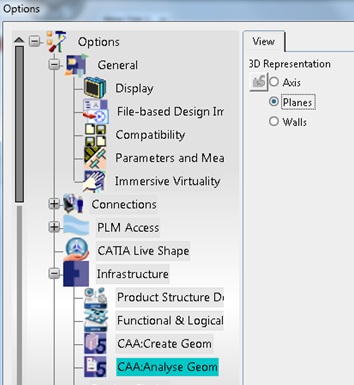 Options
Options
General
Display
File-based Design Im
Compatibility
Parameters and Mea
Immersive Virtuality
Connections
PLM Access
CATIA Live Shape
Infrastructure
Product Structure D
Functional & Logical
CAA:Create Geom
CAA:Analyse Geom
View
3D Representation
Axis
Planes
Walls